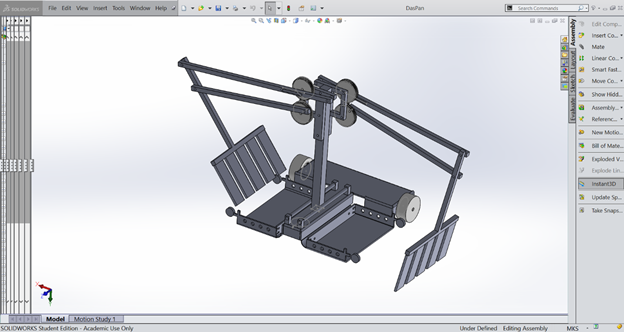 SOLIDWORKS
File Edit View Insert Tools Window Help
DasPan
Search Commands
Edit Comp...
Insert Co...
Mate
Linear Co...
Smart Fast...
Move Co...
Show Hidd...
Assembly...
Referenc...
New Motion
Bill of Mate...
Exploded V...
Explode Lin...
Instant3D
Update Sp...
Take Snaps...
Assembly
Layout
Sketch
Evaluate
Model
Motion Study 1
SOLIDWORKS Student Edition - Academic Use Only
Under Defined
Editing Assembly
MKS